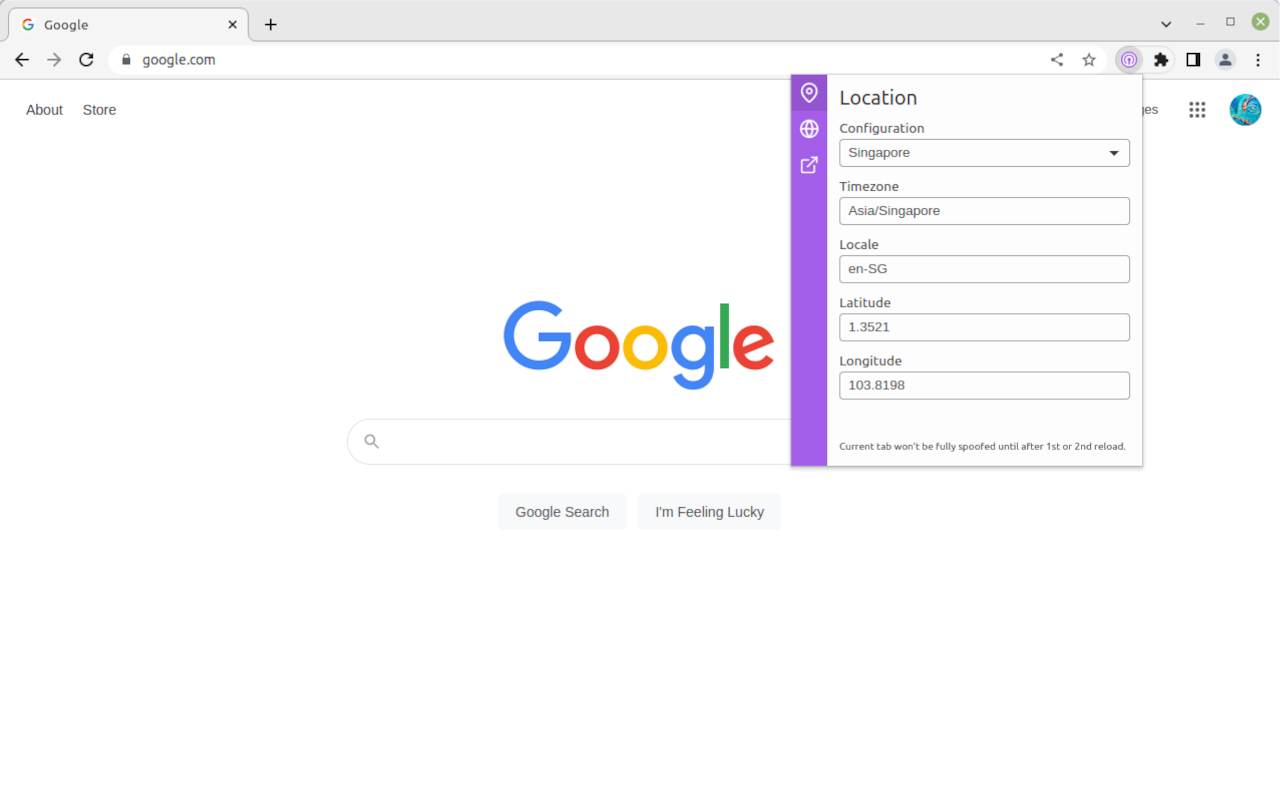 Google
google.com
About Store
Location
Configuration
Singapore
Timezone
Asia/Singapore
Locale
en-SG
Latitude
1.3521
Longitude
103.8198
Current tab won't be fully spoofed until after 1st or 2nd reload.
Google
Google Search I'm Feeling Lucky